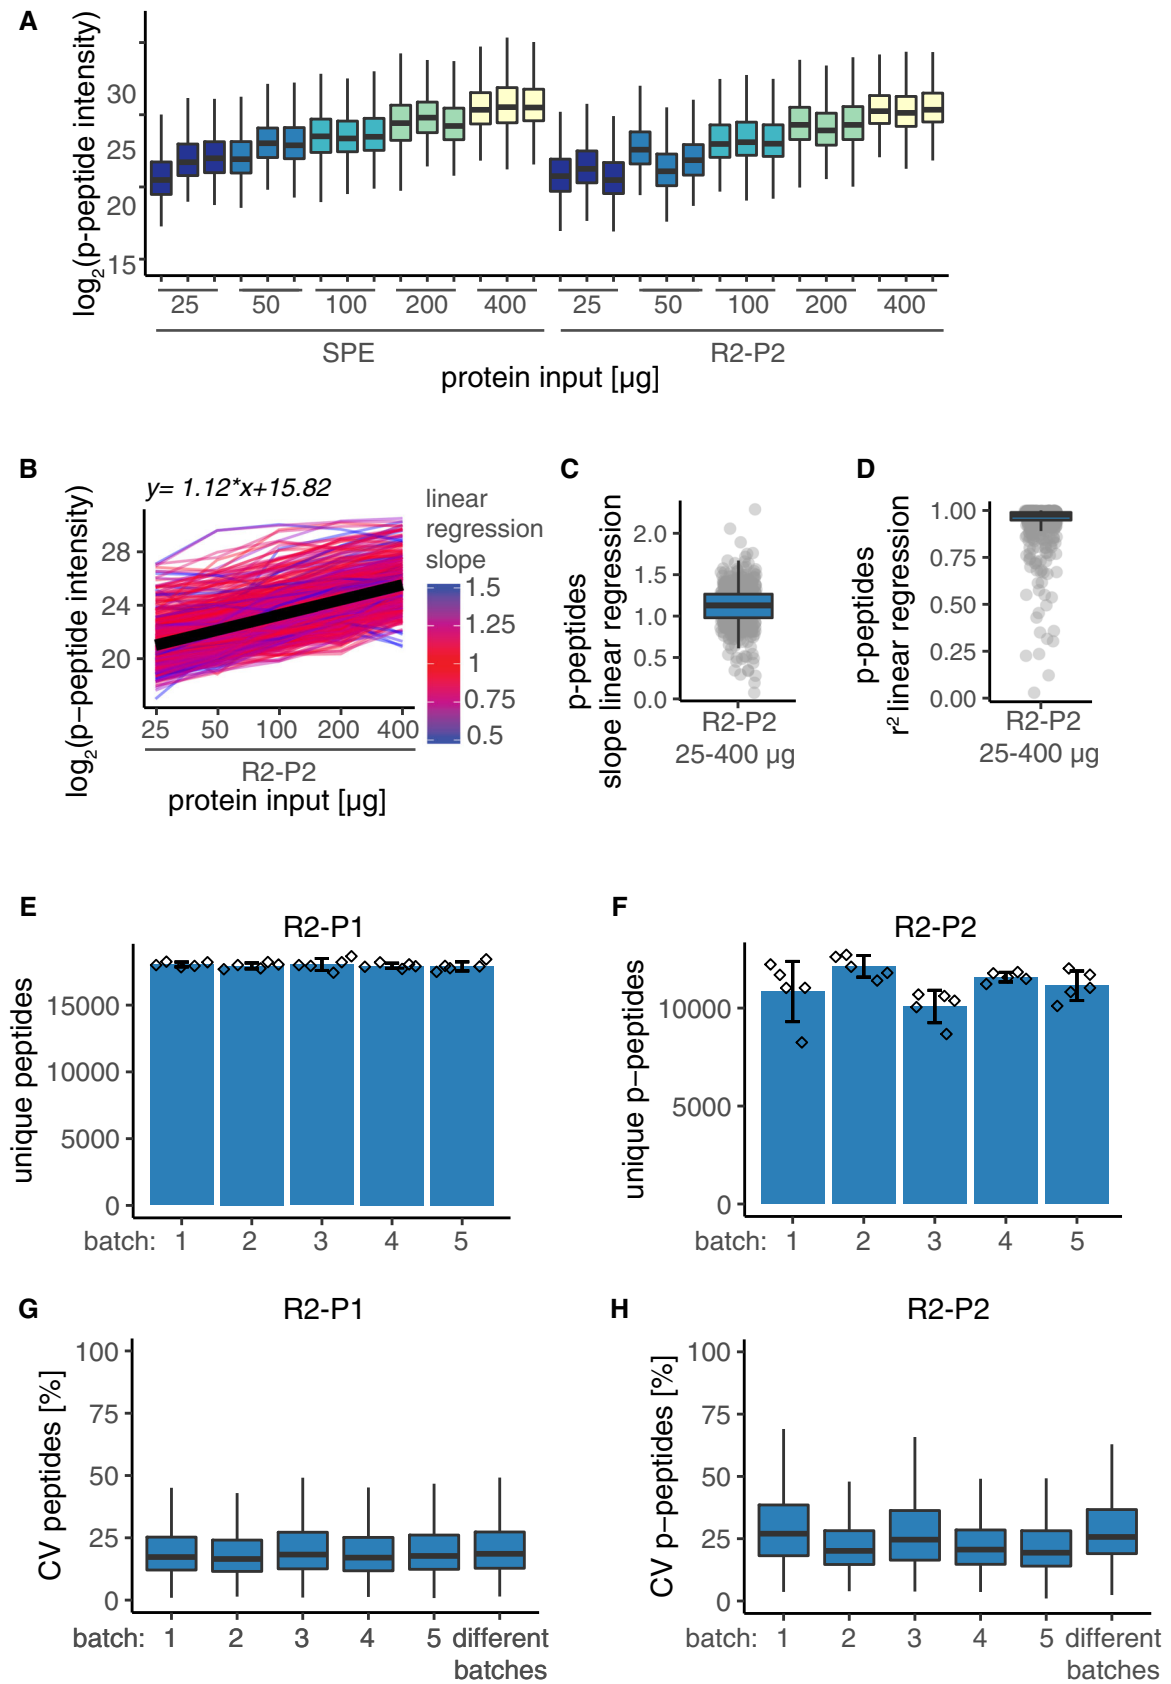 A
log2(p-peptide intensity)
30
25
20
15
25 50 100 200 400 25 50 100 200 400
SPE R2-P2
protein input [µg]
B
y= 1.12*x+15.82
log2(p−peptide intensity)
28
24
20
25 50 100 200 400
R2-P2
protein input [µg]
linear
regression
slope
1.5
1.25
1
0.75
0.5
C
p-peptides
slope linear regression
2.0
1.5
1.0
0.5
0.0
R2-P2
25-400 µg
D
p-peptides
r² linear regression
1.00
0.75
0.50
0.25
0.00
R2-P2
25-400 µg
E
R2-P1
unique peptides
15000
10000
5000
0
batch: 1 2 3 4 5
F
R2-P2
unique p−peptides
10000
5000
0
batch: 1 2 3 4 5
G
R2-P1
CV peptides [%]
100
75
50
25
0
batch: 1 2 3 4 5 different
batches
H
R2-P2
CV p−peptides [%]
100
75
50
25
0
batch: 1 2 3 4 5 different
batches